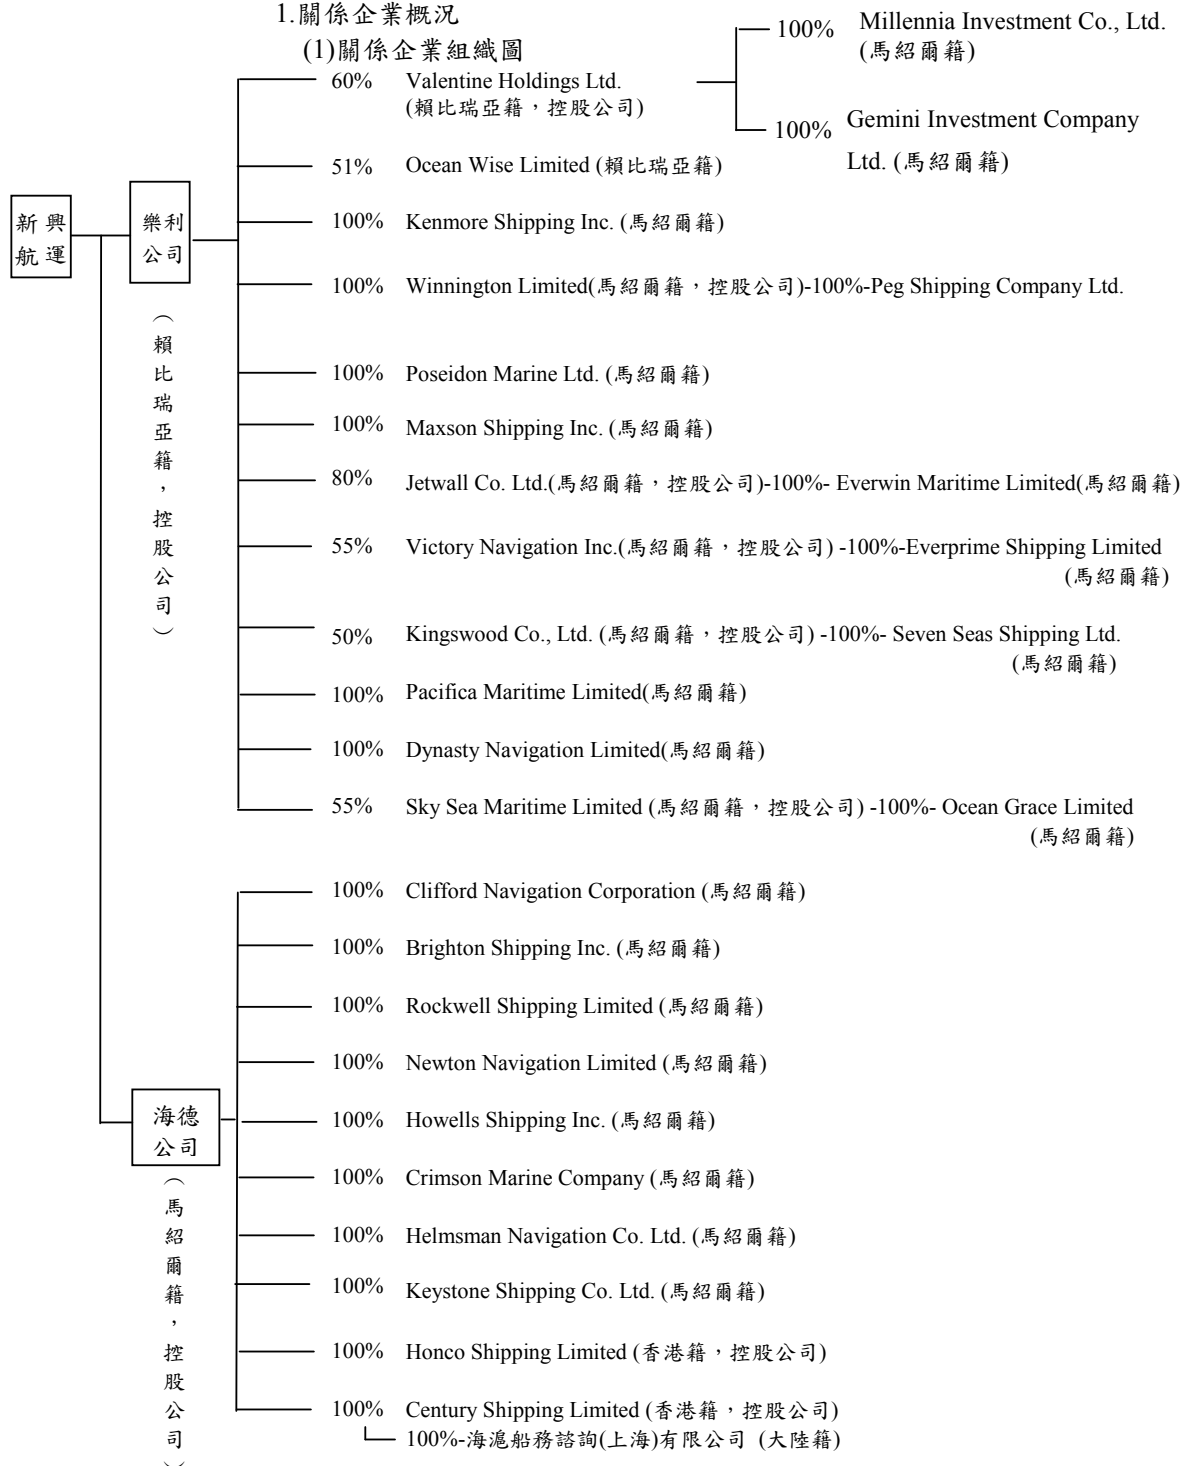 1.關係企業概況
(1)關係企業組織圖
新興
航運
樂利
公司
（賴比瑞亞籍，控股公司）
60% Valentine Holdings Ltd.
(賴比瑞亞籍，控股公司)
100% Millennia Investment Co., Ltd.
(馬紹爾籍)
100% Gemini Investment Company
Ltd. (馬紹爾籍)
51% Ocean Wise Limited (賴比瑞亞籍)
100% Kenmore Shipping Inc. (馬紹爾籍)
100% Winnington Limited(馬紹爾籍，控股公司)-100%-Peg Shipping Company Ltd.
100% Poseidon Marine Ltd. (馬紹爾籍)
100% Maxson Shipping Inc. (馬紹爾籍)
80% Jetwall Co. Ltd.(馬紹爾籍，控股公司)-100%- Everwin Maritime Limited(馬紹爾籍)
55% Victory Navigation Inc.(馬紹爾籍，控股公司) -100%-Everprime Shipping Limited
(馬紹爾籍)
50% Kingswood Co., Ltd. (馬紹爾籍，控股公司) -100%- Seven Seas Shipping Ltd.
(馬紹爾籍)
100% Pacifica Maritime Limited(馬紹爾籍)
100% Dynasty Navigation Limited(馬紹爾籍)
55% Sky Sea Maritime Limited (馬紹爾籍，控股公司) -100%- Ocean Grace Limited
(馬紹爾籍)
海德
公司
（馬紹爾籍，控股公司）
100% Clifford Navigation Corporation (馬紹爾籍)
100% Brighton Shipping Inc. (馬紹爾籍)
100% Rockwell Shipping Limited (馬紹爾籍)
100% Newton Navigation Limited (馬紹爾籍)
100% Howells Shipping Inc. (馬紹爾籍)
100% Crimson Marine Company (馬紹爾籍)
100% Helmsman Navigation Co. Ltd. (馬紹爾籍)
100% Keystone Shipping Co. Ltd. (馬紹爾籍)
100% Honco Shipping Limited (香港籍，控股公司)
100% Century Shipping Limited (香港籍，控股公司)
100%-海滬船務諮詢(上海)有限公司 (大陸籍)